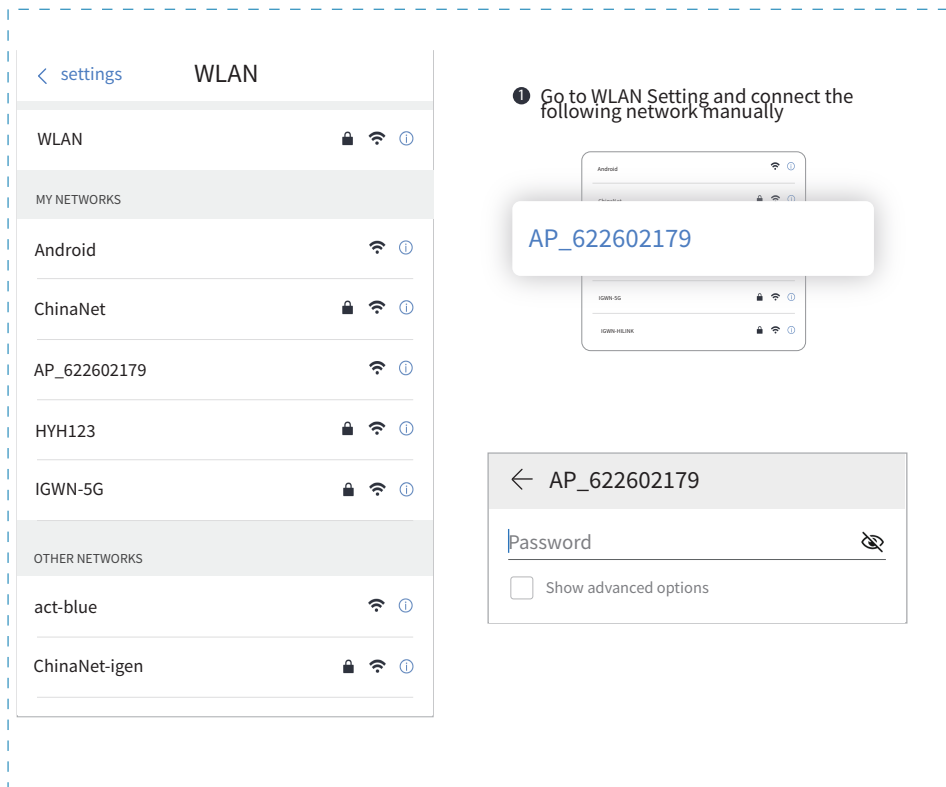 settings WLAN
WLAN
MY NETWORKS
Android
ChinaNet
AP_622602179
HYH123
IGWN-5G
OTHER NETWORKS
act-blue
ChinaNet-igen
1 Go to WLAN Setting and connect the
following network manually
Android
ChinaNet
AP_622602179
IGWN-5G
IGWN-HILINK
AP_622602179
Password
Show advanced options